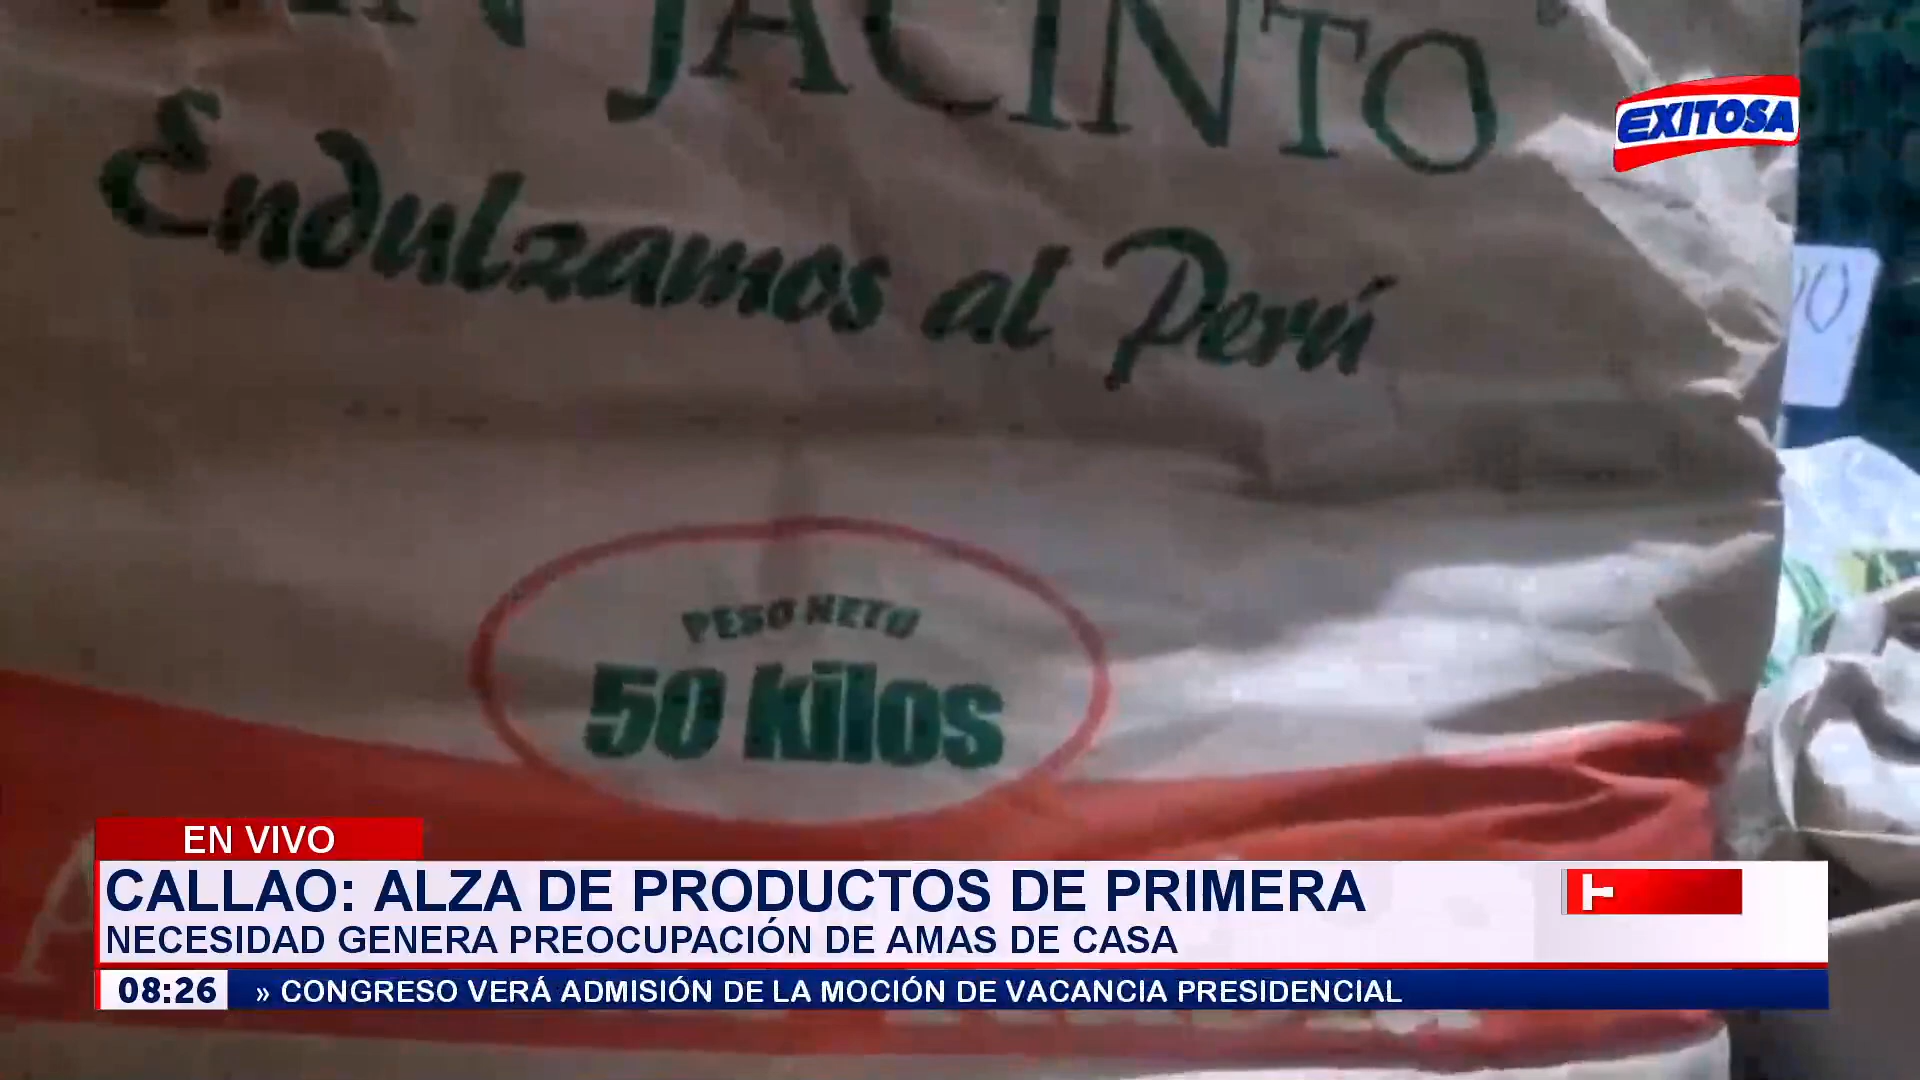 JACINTO
EXITOSA
Endulzamos al Perú
PESO NETO
50 kilos
EN VIVO
CALLAO: ALZA DE PRODUCTOS DE PRIMERA
NECESIDAD GENERA PREOCUPACIÓN DE AMAS DE CASA
08:26 » CONGRESO VERÁ ADMISIÓN DE LA MOCIÓN DE VACANCIA PRESIDENCIAL